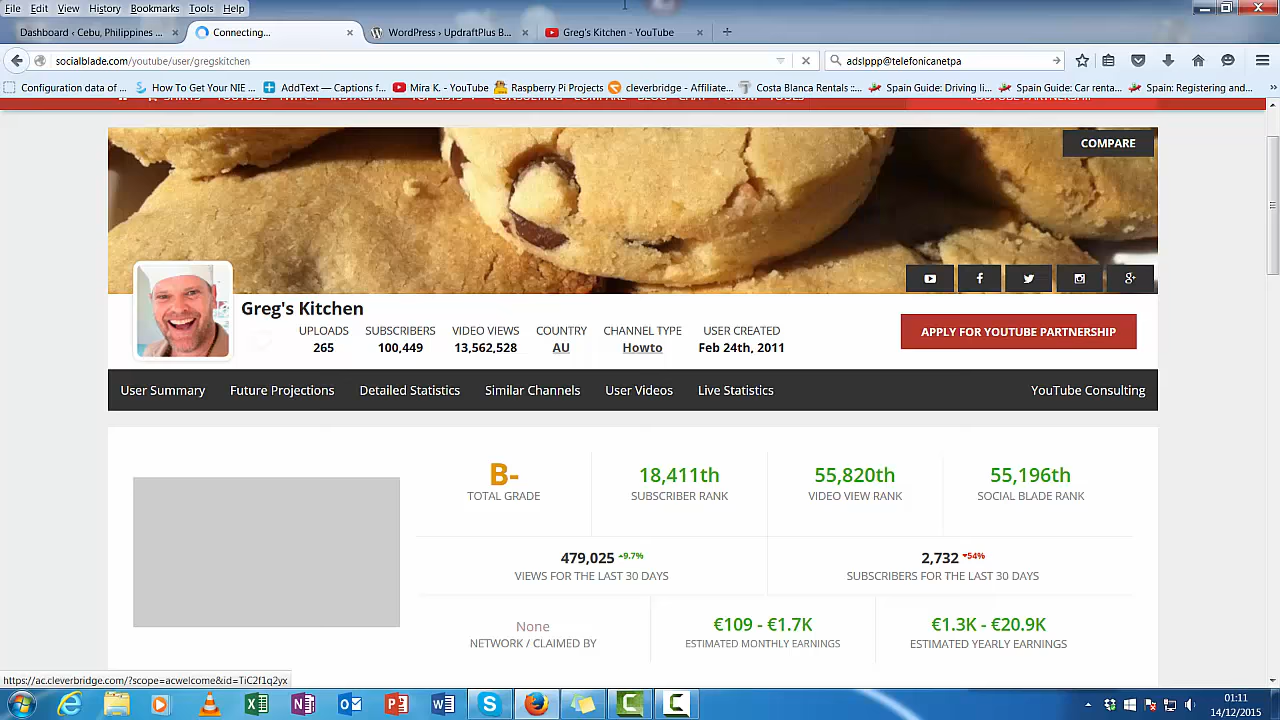 File Edit View History Bookmarks Tools Help
Dashboard ‹ Cebu, Philippines ... × Connecting... × WordPress › UpdraftPlus B... × Greg's Kitchen - YouTube × +
socialblade.com/youtube/user/gregskitchen × adslppp@telefonicanetpa
Configuration data of ... How To Get Your NIE ... AddText — Captions f... Mira K. - YouTube Raspberry Pi Projects cleverbridge - Affiliate... Costa Blanca Rentals ::... Spain Guide: Driving li... Spain Guide: Car renta... Spain: Registering and... »
COMPARE
Greg's Kitchen
UPLOADS SUBSCRIBERS VIDEO VIEWS COUNTRY CHANNEL TYPE USER CREATED
265 100,449 13,562,528 AU Howto Feb 24th, 2011
APPLY FOR YOUTUBE PARTNERSHIP
User Summary Future Projections Detailed Statistics Similar Channels User Videos Live Statistics YouTube Consulting
B- 18,411th 55,820th 55,196th
TOTAL GRADE SUBSCRIBER RANK VIDEO VIEW RANK SOCIAL BLADE RANK
479,025 9.7% 2,732 54%
VIEWS FOR THE LAST 30 DAYS SUBSCRIBERS FOR THE LAST 30 DAYS
None €109 - €1.7K €1.3K - €20.9K
NETWORK / CLAIMED BY ESTIMATED MONTHLY EARNINGS ESTIMATED YEARLY EARNINGS
https://ac.cleverbridge.com/?scope=acwelcome&id=TiC2f1q2yx
01:11
14/12/2015